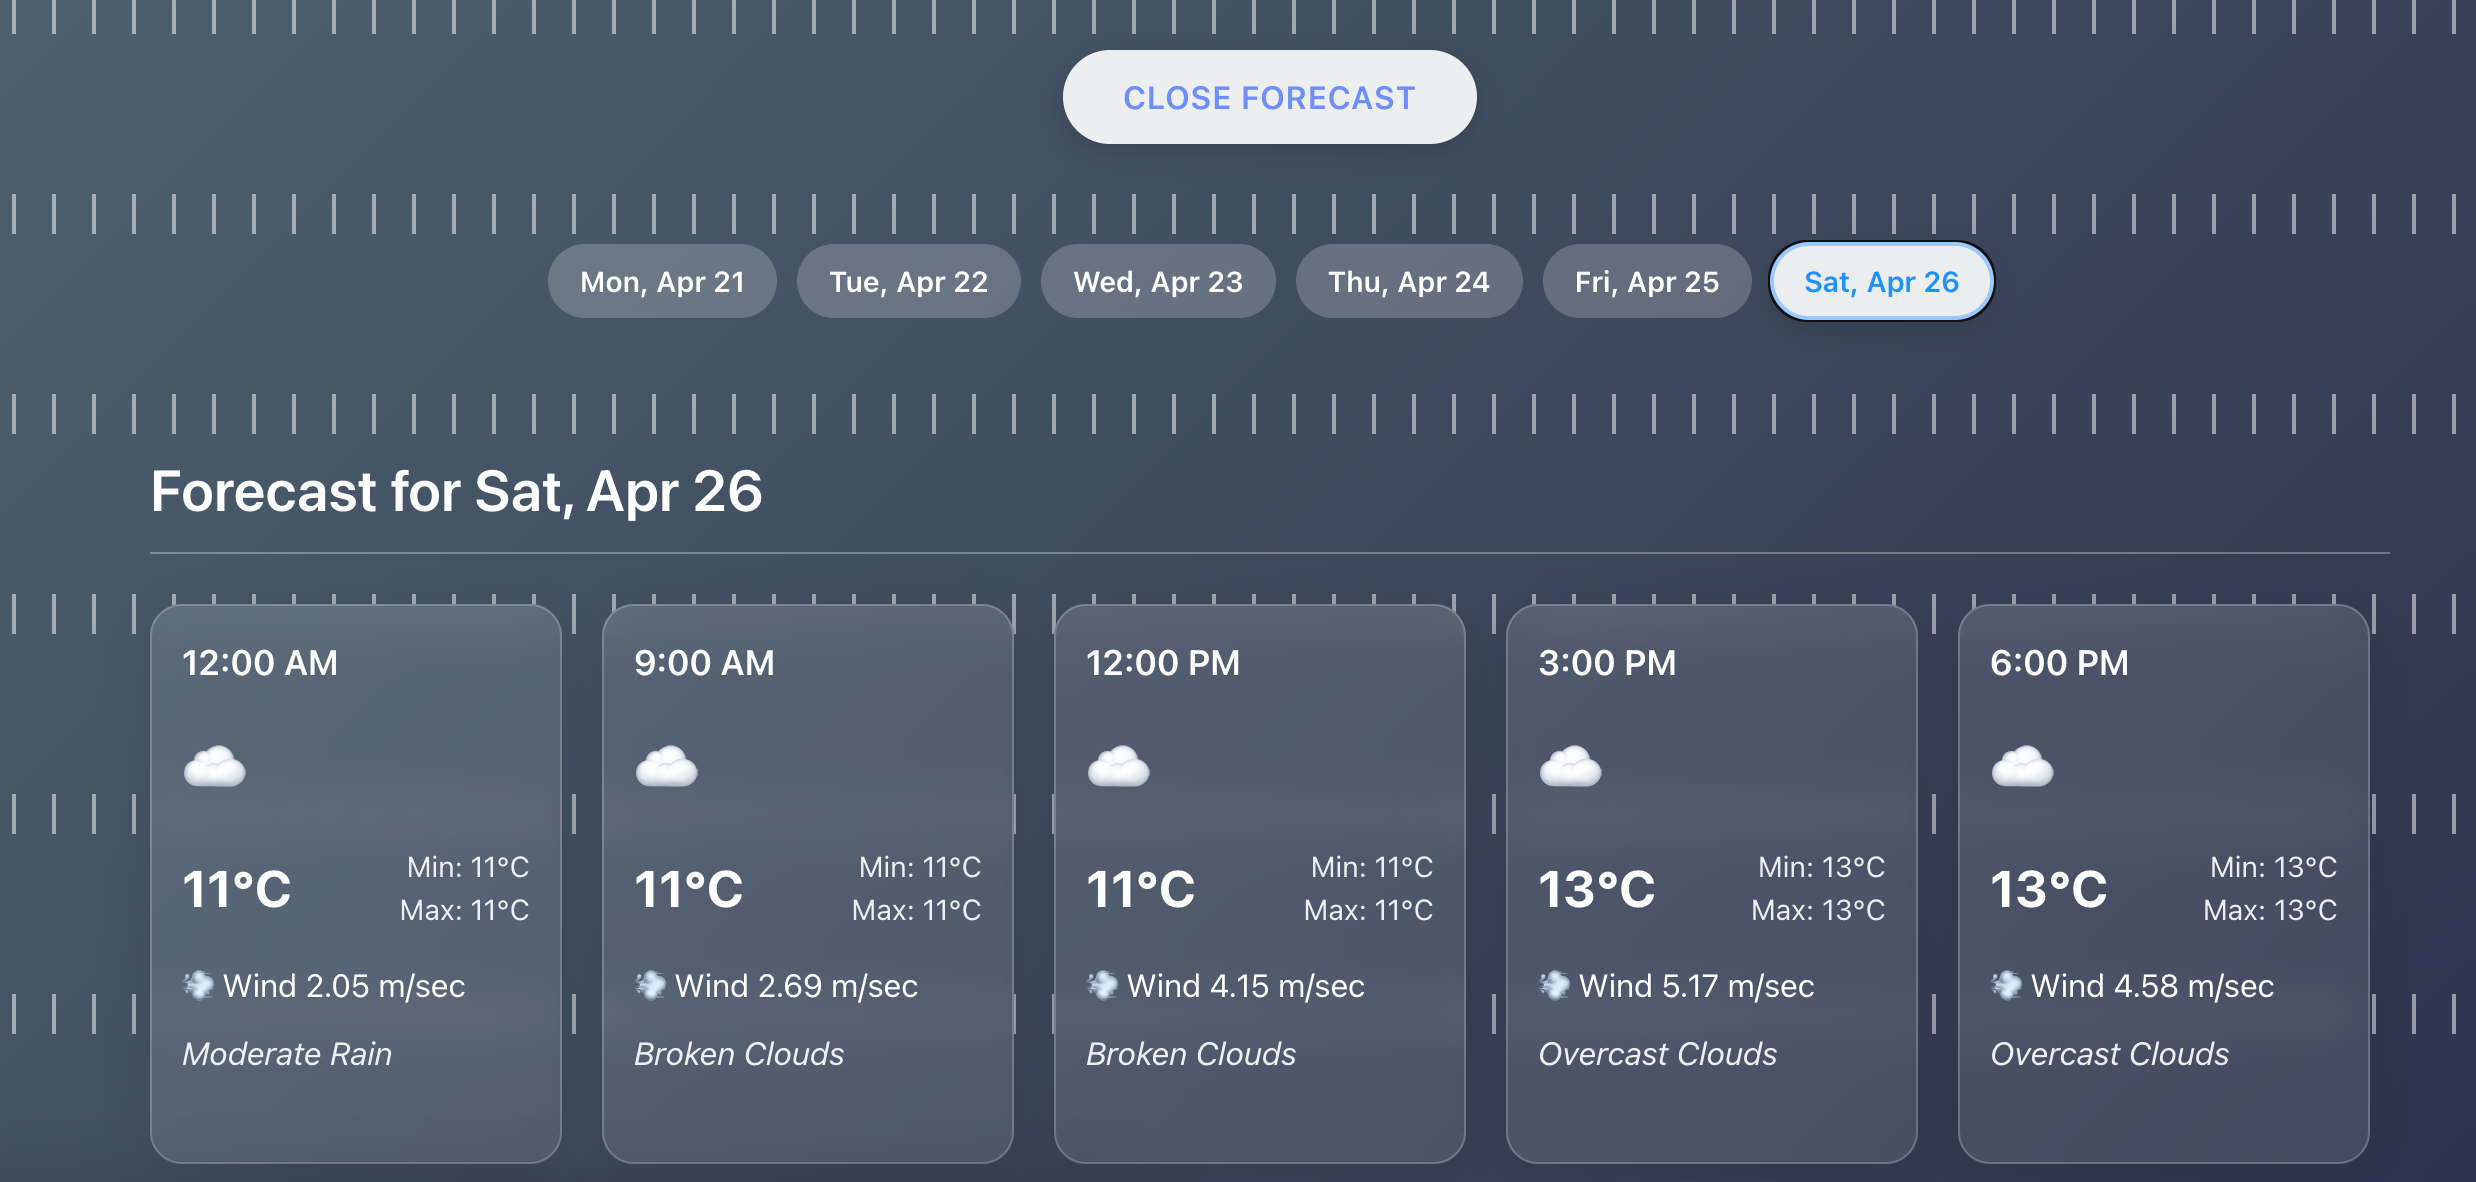 CLOSE FORECAST
Mon, Apr 21
Tue, Apr 22
Wed, Apr 23
Thu, Apr 24
Fri, Apr 25
Sat, Apr 26
Forecast for Sat, Apr 26
12:00 AM
11°C
Min: 11°C
Max: 11°C
Wind 2.05 m/sec
Moderate Rain
9:00 AM
11°C
Min: 11°C
Max: 11°C
Wind 2.69 m/sec
Broken Clouds
12:00 PM
11°C
Min: 11°C
Max: 11°C
Wind 4.15 m/sec
Broken Clouds
3:00 PM
13°C
Min: 13°C
Max: 13°C
Wind 5.17 m/sec
Overcast Clouds
6:00 PM
13°C
Min: 13°C
Max: 13°C
Wind 4.58 m/sec
Overcast Clouds